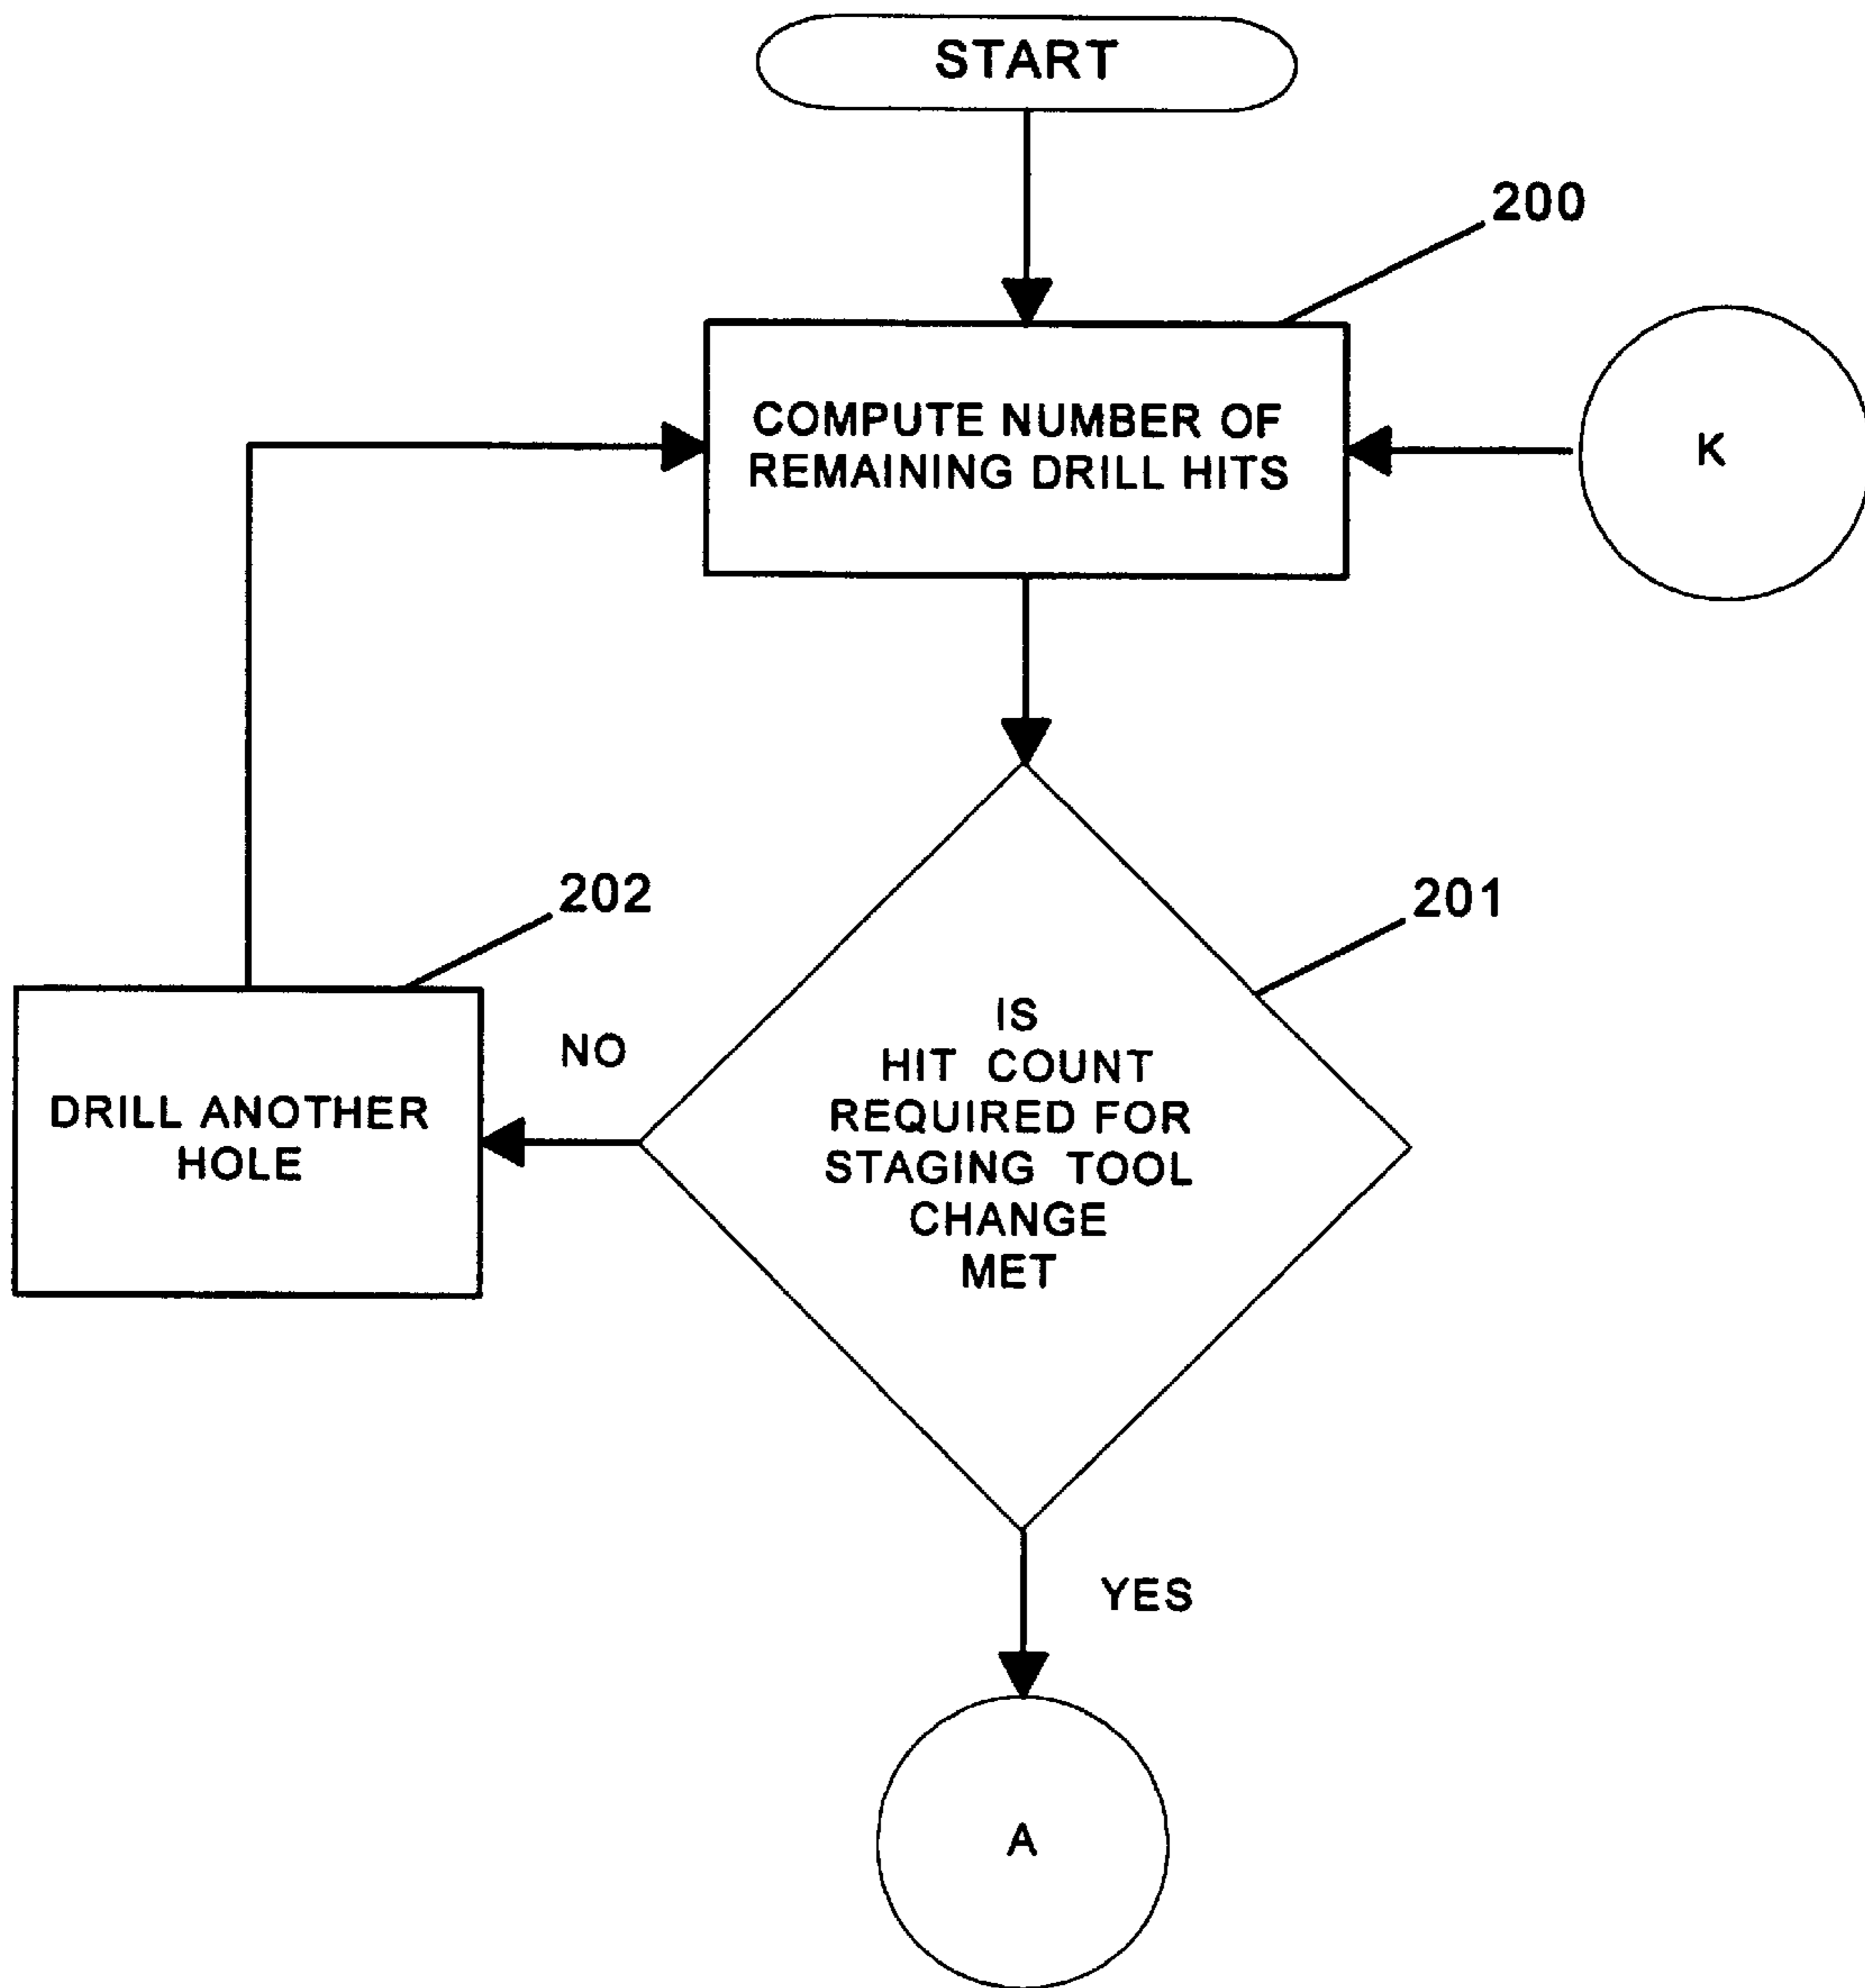 START
200
COMPUTE NUMBER OF
REMAINING DRILL HITS
K
202
201
IS
HIT COUNT
REQUIRED FOR
STAGING TOOL
CHANGE
MET
NO
DRILL ANOTHER
HOLE
YES
A